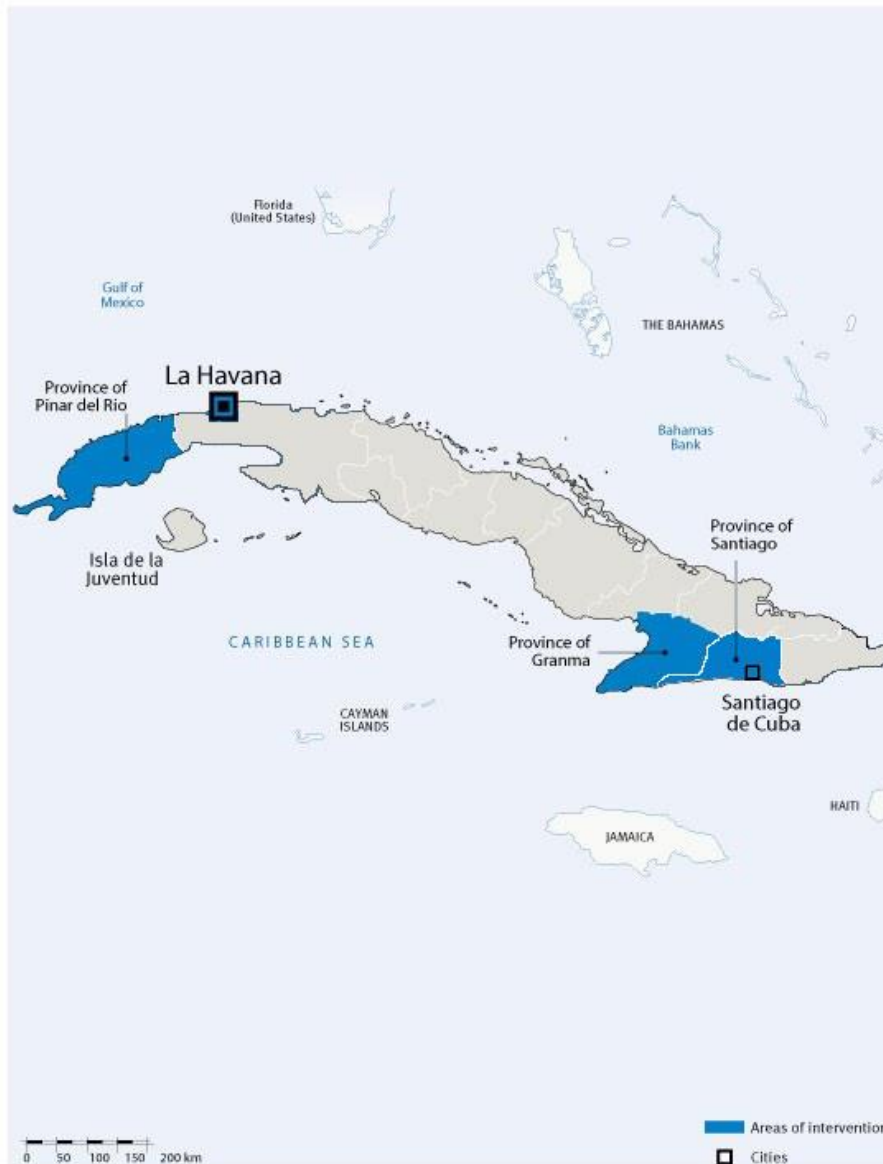 Florida
(United States)
Gulf of
Mexico
THE BAHAMAS
La Havana
Province of
Pinar del Rio
Bahamas
Bank
Province of
Santiago
Isla de la
Juventud
CARIBBEAN SEA
Province of
Granma
Santiago
de Cuba
CAYMAN
ISLANDS
HAITI
JAMAICA
Areas of intervention
0 50 100 150 200 km
Cities